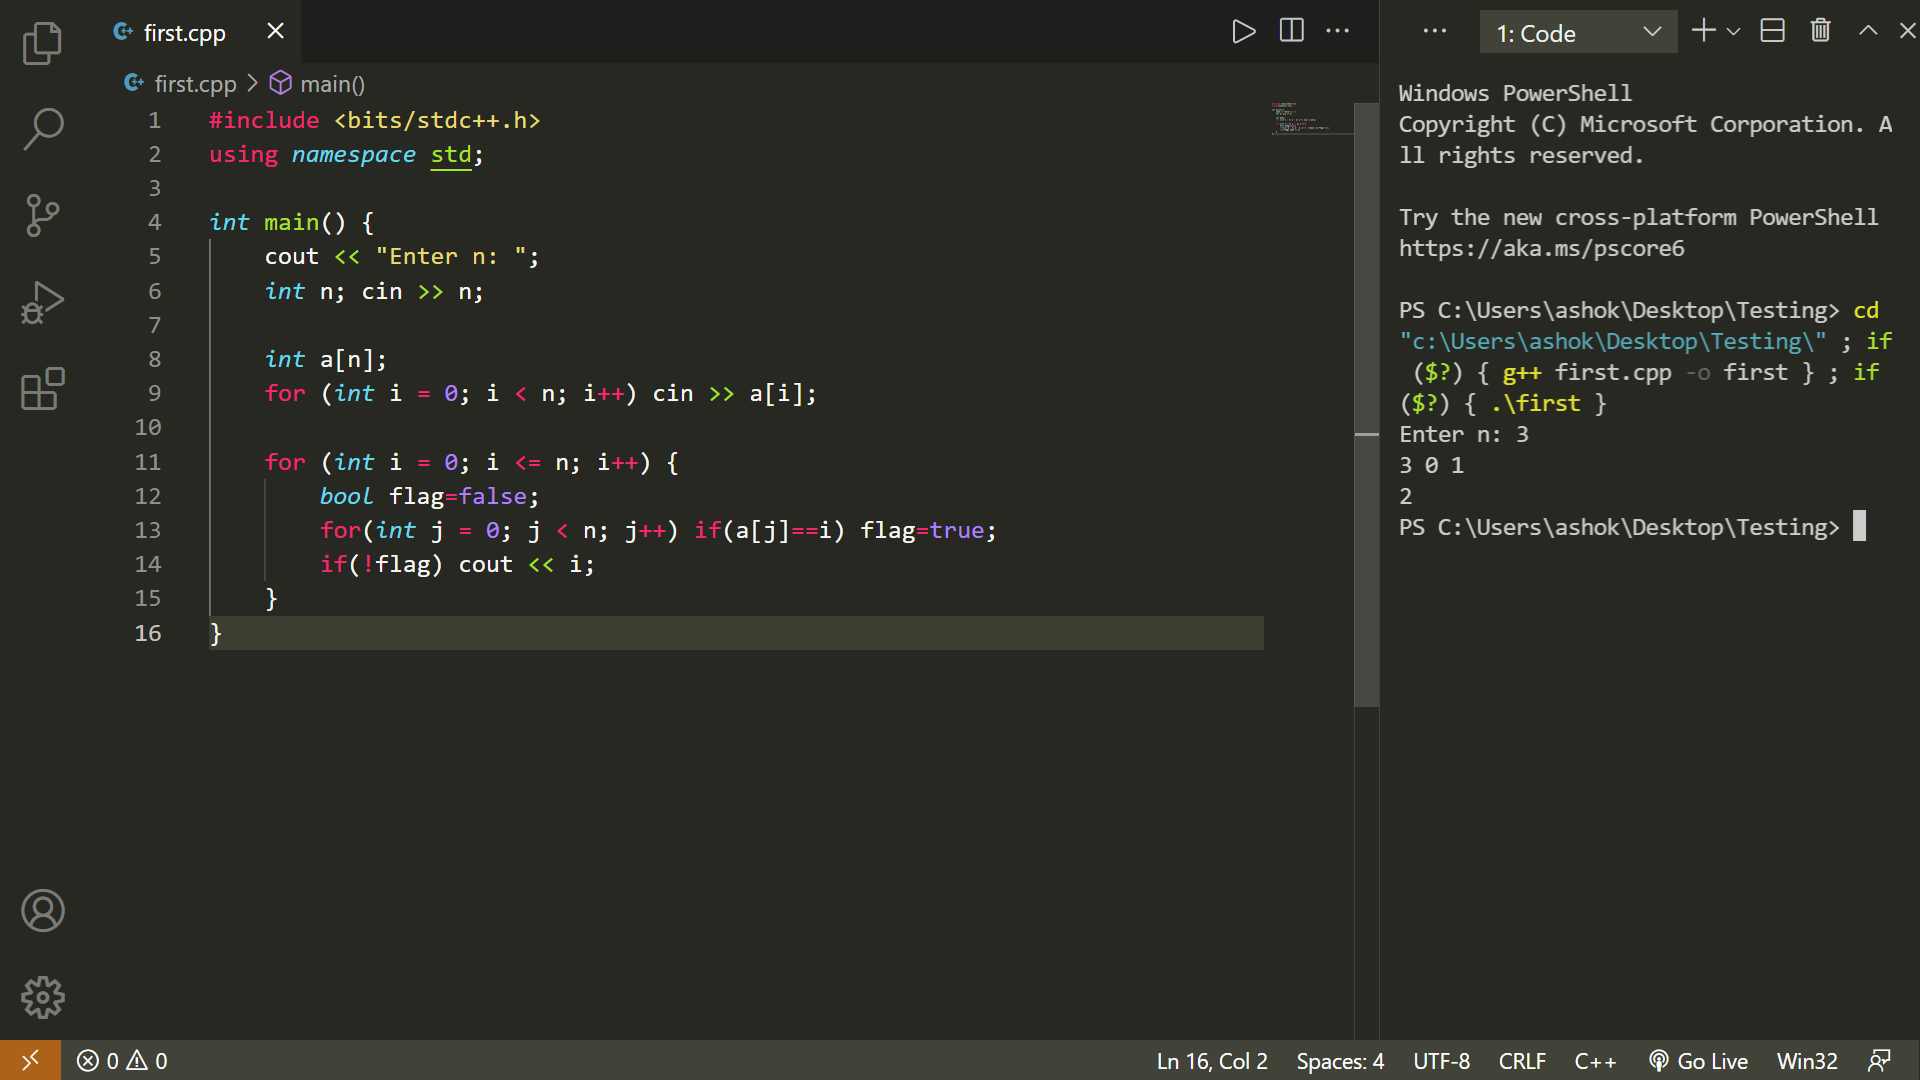 first.cpp
first.cpp > main()
1 #include <bits/stdc++.h>
2 using namespace std;
3
4 int main() {
5     cout << "Enter n: ";
6     int n; cin >> n;
7
8     int a[n];
9     for (int i = 0; i < n; i++) cin >> a[i];
10
11     for (int i = 0; i <= n; i++) {
12         bool flag=false;
13         for(int j = 0; j < n; j++) if(a[j]==i) flag=true;
14         if(!flag) cout << i;
15     }
16 }
1: Code
Windows PowerShell
Copyright (C) Microsoft Corporation. A
ll rights reserved.
Try the new cross-platform PowerShell
https://aka.ms/pscore6
PS C:\Users\ashok\Desktop\Testing> cd
"c:\Users\ashok\Desktop\Testing\" ; if
 ($?) { g++ first.cpp -o first } ; if
($?) { .\first }
Enter n: 3
3 0 1
2
PS C:\Users\ashok\Desktop\Testing>
0 0 Ln 16, Col 2 Spaces: 4 UTF-8 CRLF C++ Go Live Win32